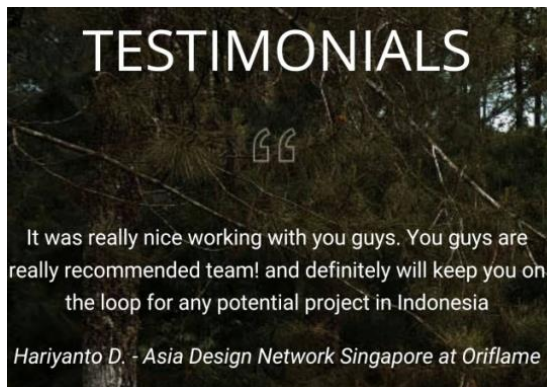 TESTIMONIALS
“
It was really nice working with you guys. You guys are
really recommended team! and definitely will keep you on
the loop for any potential project in Indonesia
Hariyanto D. - Asia Design Network Singapore at Oriflame